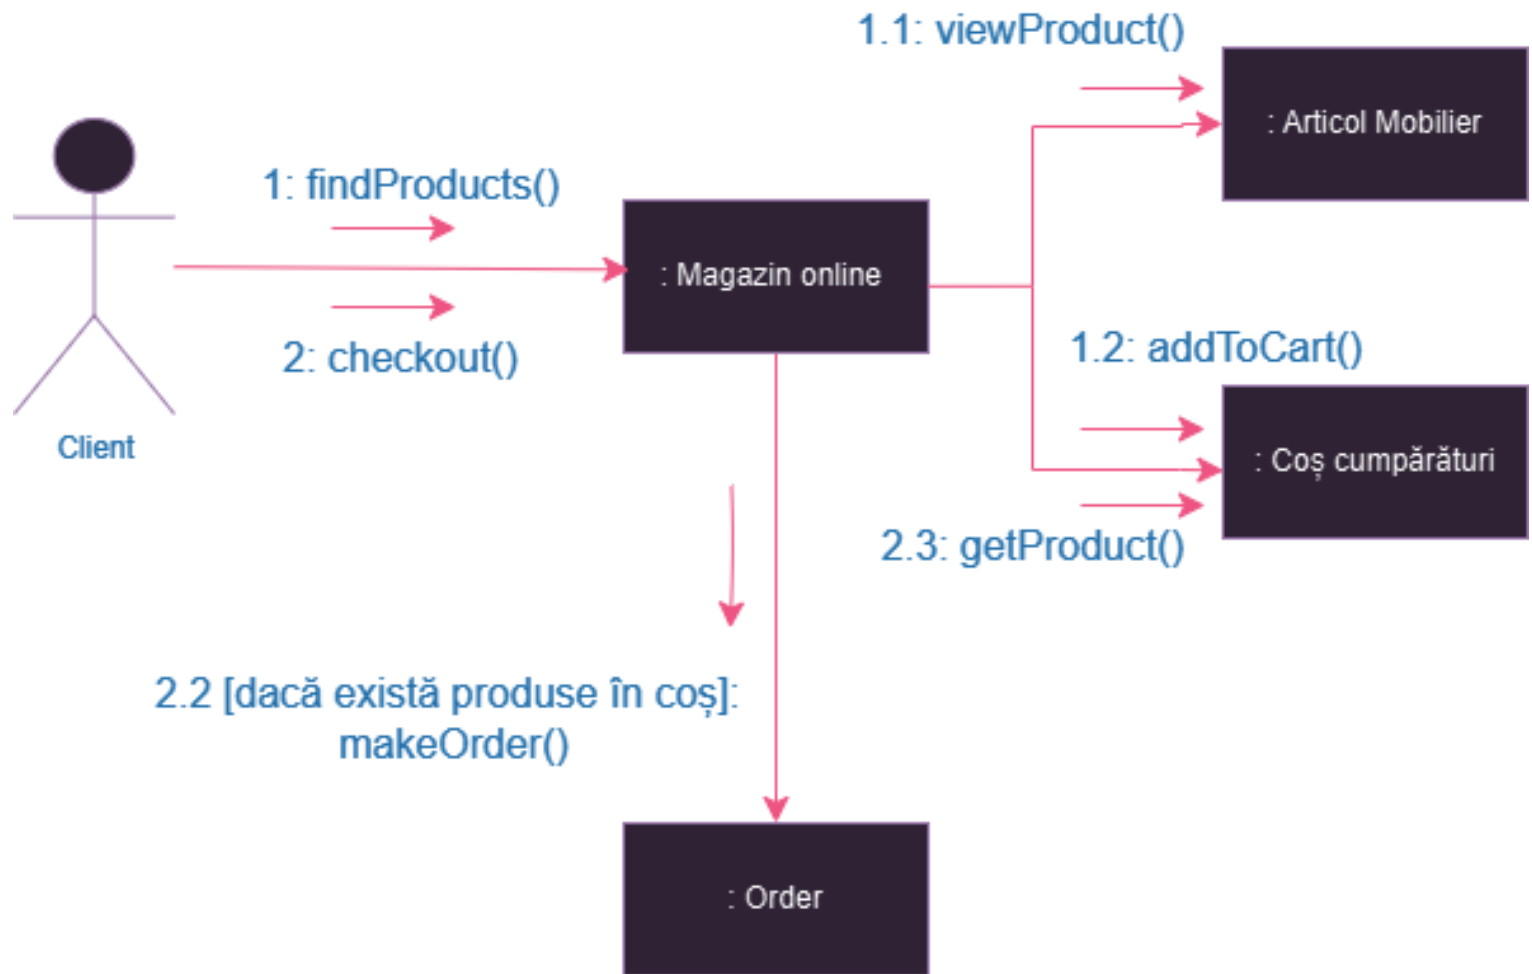 1.1: viewProduct()
: Articol Mobilier
1: findProducts()
: Magazin online
2: checkout()
1.2: addToCart()
Client
: Coș cumpărături
2.3: getProduct()
2.2 [dacă există produse în coș]:
makeOrder()
: Order